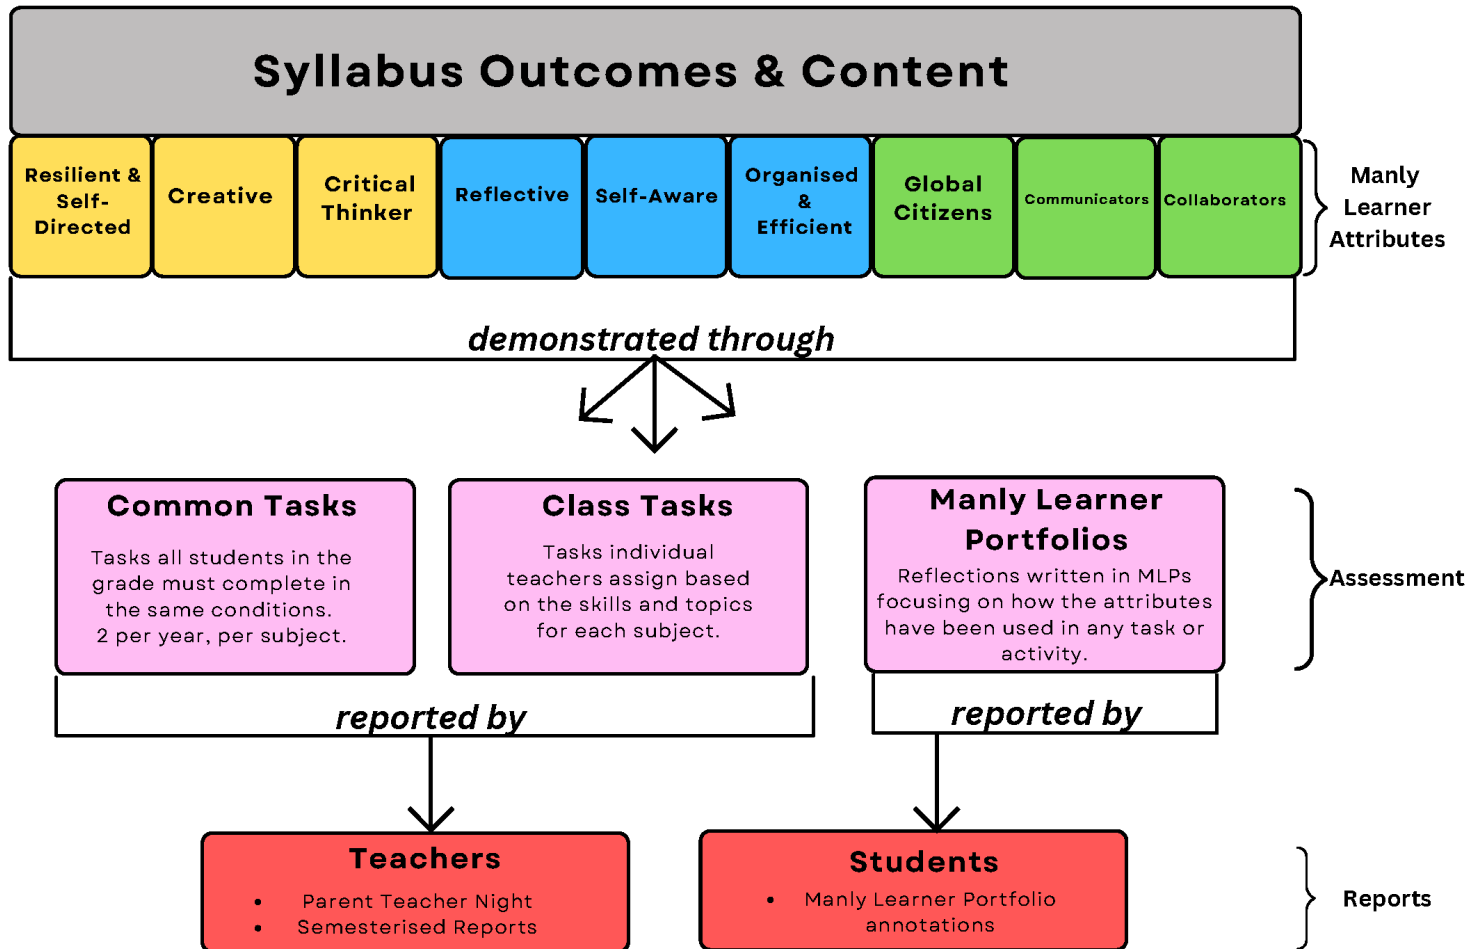 Syllabus Outcomes & Content
Resilient &
Self-
Directed
Creative
Critical
Thinker
Reflective
Self-Aware
Organised
&
Efficient
Global
Citizens
Communicators
Collaborators
Manly
Learner
Attributes
demonstrated through
Common Tasks
Tasks all students in the
grade must complete in
the same conditions.
2 per year, per subject.
Class Tasks
Tasks individual
teachers assign based
on the skills and topics
for each subject.
Manly Learner
Portfolios
Reflections written in MLPs
focusing on how the attributes
have been used in any task or
activity.
Assessment
reported by
reported by
Teachers
• Parent Teacher Night
• Semesterised Reports
Students
• Manly Learner Portfolio
annotations
Reports